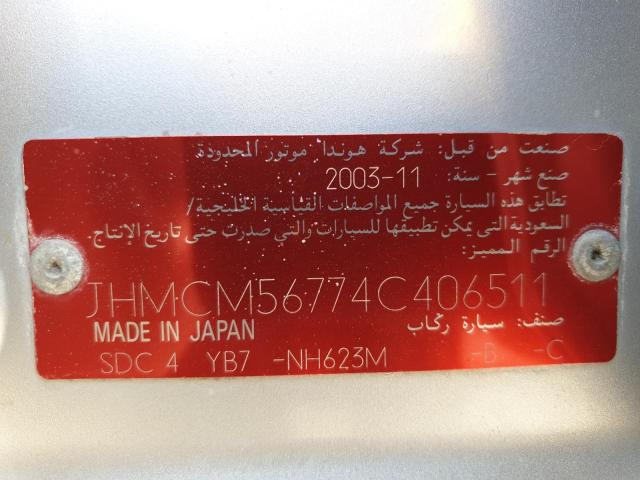 صنعت من قبل: شركة هوندا موتور المحدودة
صنع شهر - سنة: 11-2003
تطابق هذه السيارة جميع المواصفات القياسية الخليجية/
السعودية التي يمكن تطبيقها للسيارات والتي صدرت حتى تاريخ الإنتاج.
الرقم المميز:
JHMCM56774C406511
MADE IN JAPAN صنف: سيارة ركاب
SDC 4 YB7 -NH623M -B -C